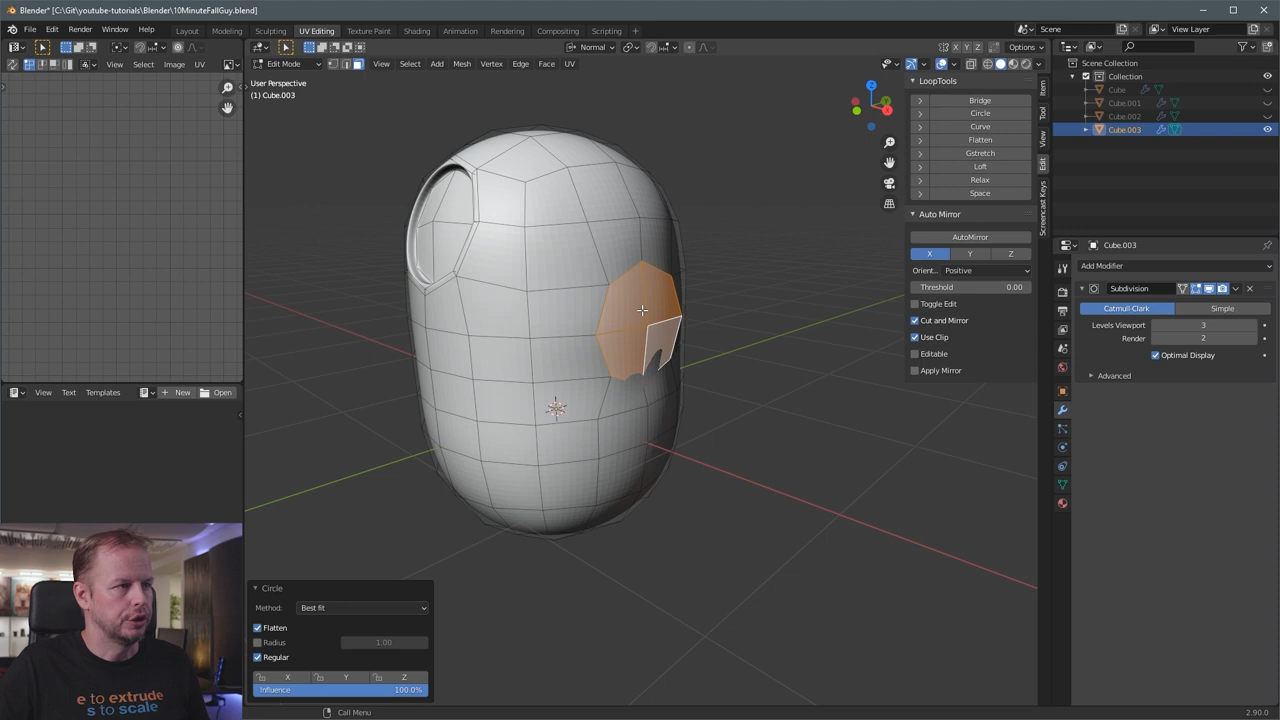 Blender* [C:\Git\youtube-tutorials\Blender\10MinuteFallGuy.blend]
File Edit Render Window Help Layout Modeling Sculpting UV Editing Texture Paint Shading Animation Rendering Compositing Scripting + Scene View Layer
Normal Options
View Select Image UV
Edit Mode View Select Add Mesh Vertex Edge Face UV
User Perspective
(1) Cube.003
Z
Y
X
X Y Z
LoopTools
Bridge
Circle
Curve
Flatten
Gstretch
Loft
Relax
Space
Auto Mirror
AutoMirror
X Y Z
Orient.. Positive
Threshold 0.00
Toggle Edit
Cut and Mirror
Use Clip
Editable
Apply Mirror
Item
Tool
View
Edit
Screencast Keys
Scene Collection
Collection
Cube
Cube.001
Cube.002
Cube.003
Cube.003
Add Modifier
Subdivision
Catmull-Clark Simple
Levels Viewport 3
Render 2
Optimal Display
Advanced
View Text Templates + New Open
Circle
Method: Best fit
Flatten
Radius 1.00
Regular
X Y Z
Influence 100.0%
e to extrude
s to scale
Call Menu
2.90.0